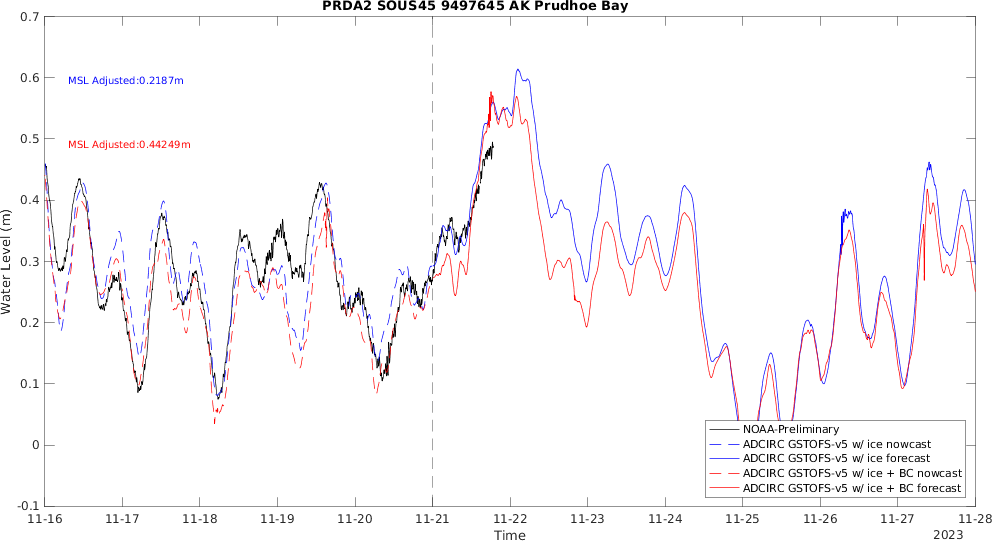 PRDA2 SOUS45 9497645 AK Prudhoe Bay
0.7
0.6
0.5
0.4
0.3
0.2
0.1
0
-0.1
Water Level (m)
MSL Adjusted:0.2187m
MSL Adjusted:0.44249m
NOAA-Preliminary
ADCIRC GSTOFS-v5 w/ ice nowcast
ADCIRC GSTOFS-v5 w/ ice forecast
ADCIRC GSTOFS-v5 w/ ice + BC nowcast
ADCIRC GSTOFS-v5 w/ ice + BC forecast
11-16 11-17 11-18 11-19 11-20 11-21 11-22 11-23 11-24 11-25 11-26 11-27 11-28
Time
2023